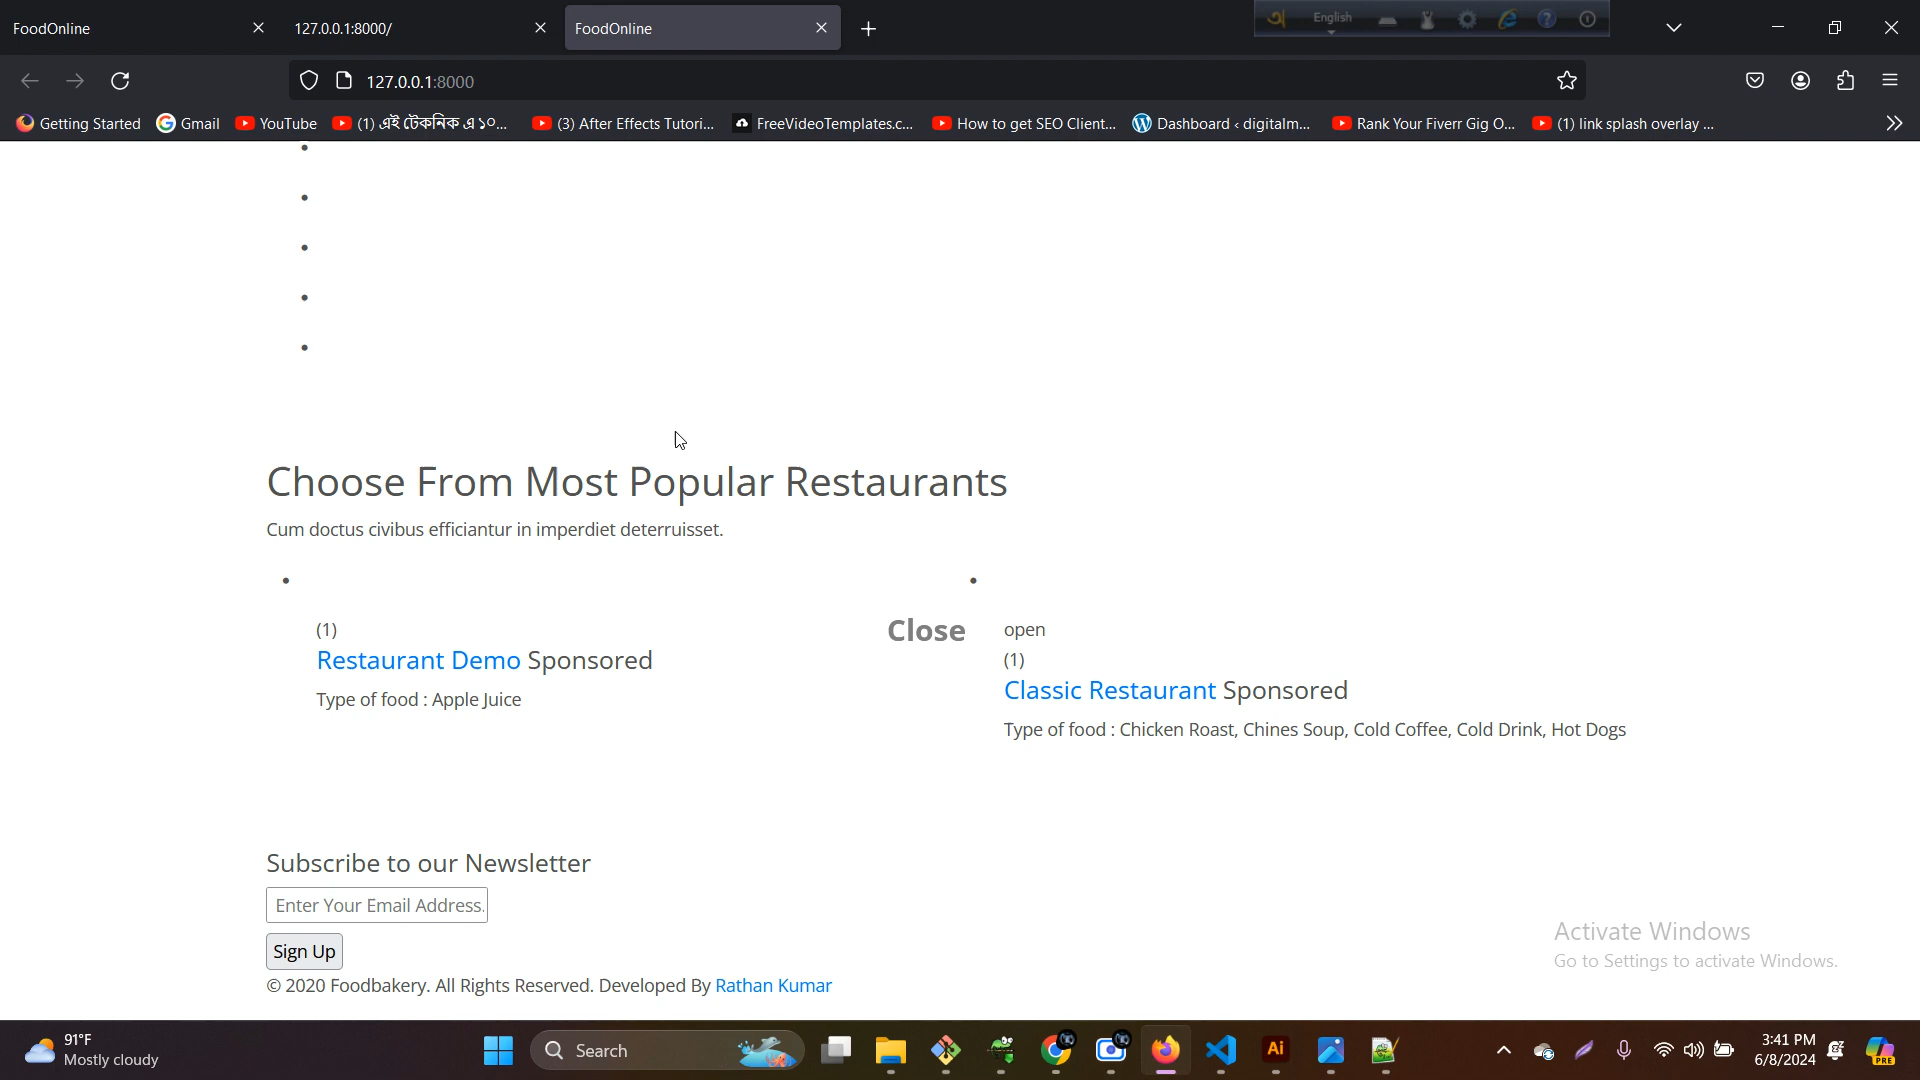 FoodOnline
127.0.0.1:8000/
FoodOnline
English
127.0.0.1:8000
Getting Started
Gmail
YouTube
(1) এই টেকনিক এ ১০...
(3) After Effects Tutori...
FreeVideoTemplates.c...
How to get SEO Client...
Dashboard ‹ digitalm...
Rank Your Fiverr Gig O...
(1) link splash overlay ...
Choose From Most Popular Restaurants
Cum doctus civibus efficiantur in imperdiet deterruisset.
(1)
Close
Restaurant Demo Sponsored
Type of food : Apple Juice
open
(1)
Classic Restaurant Sponsored
Type of food : Chicken Roast, Chines Soup, Cold Coffee, Cold Drink, Hot Dogs
Subscribe to our Newsletter
Enter Your Email Address.
Sign Up
© 2020 Foodbakery. All Rights Reserved. Developed By Rathan Kumar
Activate Windows
Go to Settings to activate Windows.
91°F
Mostly cloudy
Search
Ai
3:41 PM
6/8/2024
PRE